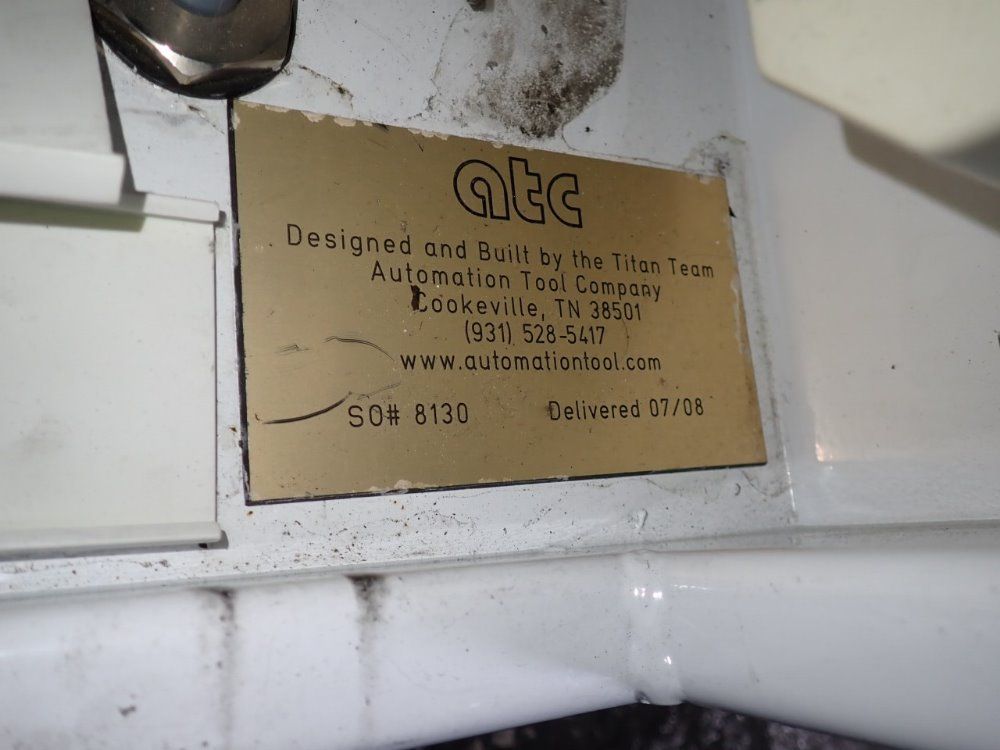 atc
Designed and Built by the Titan Team
Automation Tool Company
Cookeville, TN 38501
(931) 528-5417
www.automationtool.com
SO# 8130 Delivered 07/08